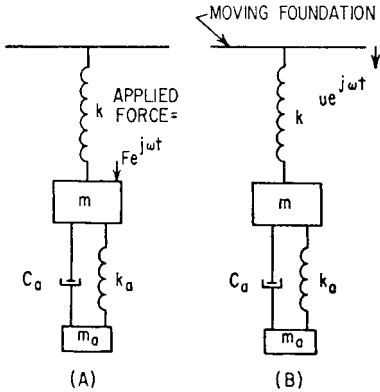 MOVING FOUNDATION
APPLIED
FORCE=
Fe^{jωt}
k
m
C_a
k_a
m_a
(A)
ue^{jωt}
k
m
C_a
k_a
m_a
(B)